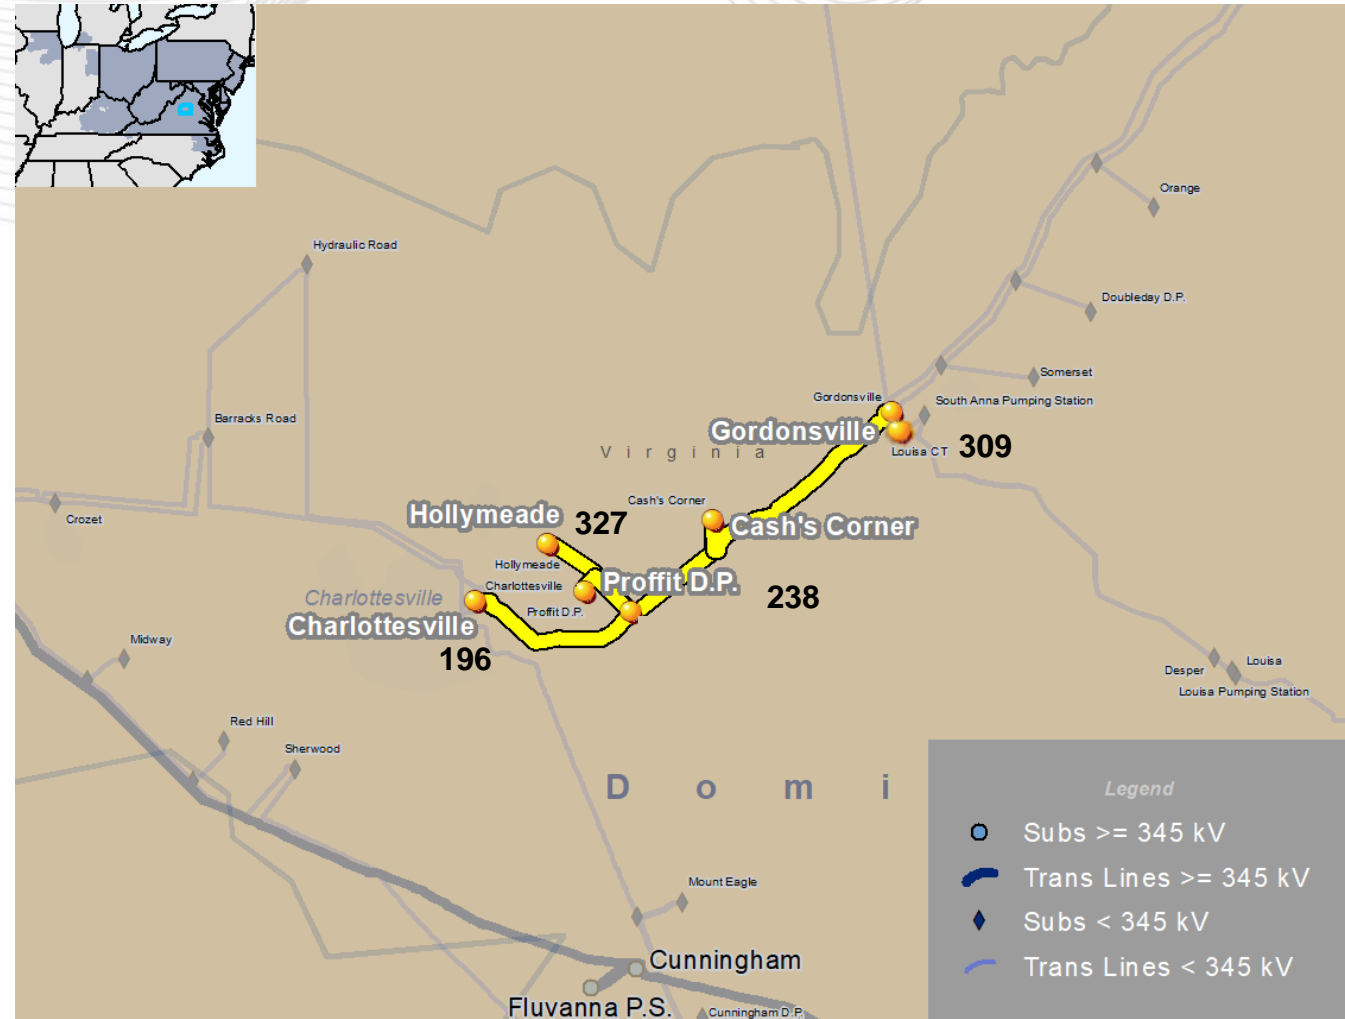 Orange
Hydraulic Road
Doubleday D.P.
Somerset
Gordonsville
South Anna Pumping Station
Barracks Road
Gordonsville
309
Louisa CT
Virginia
Cash's Corner
Hollymeade
327
Crozet
Cash's Corner
Hollymeade
Charlottesville
Proffit D.P.
238
Charlottesville
Proffit D.P.
Charlottesville
196
Midway
Desper
Louisa
Louisa Pumping Station
Red Hill
Sherwood
Domi
Legend
Subs >= 345 kV
Trans Lines >= 345 kV
Subs < 345 kV
Trans Lines < 345 kV
Mount Eagle
Cunningham
Fluvanna P.S.
Cunningham D.P.